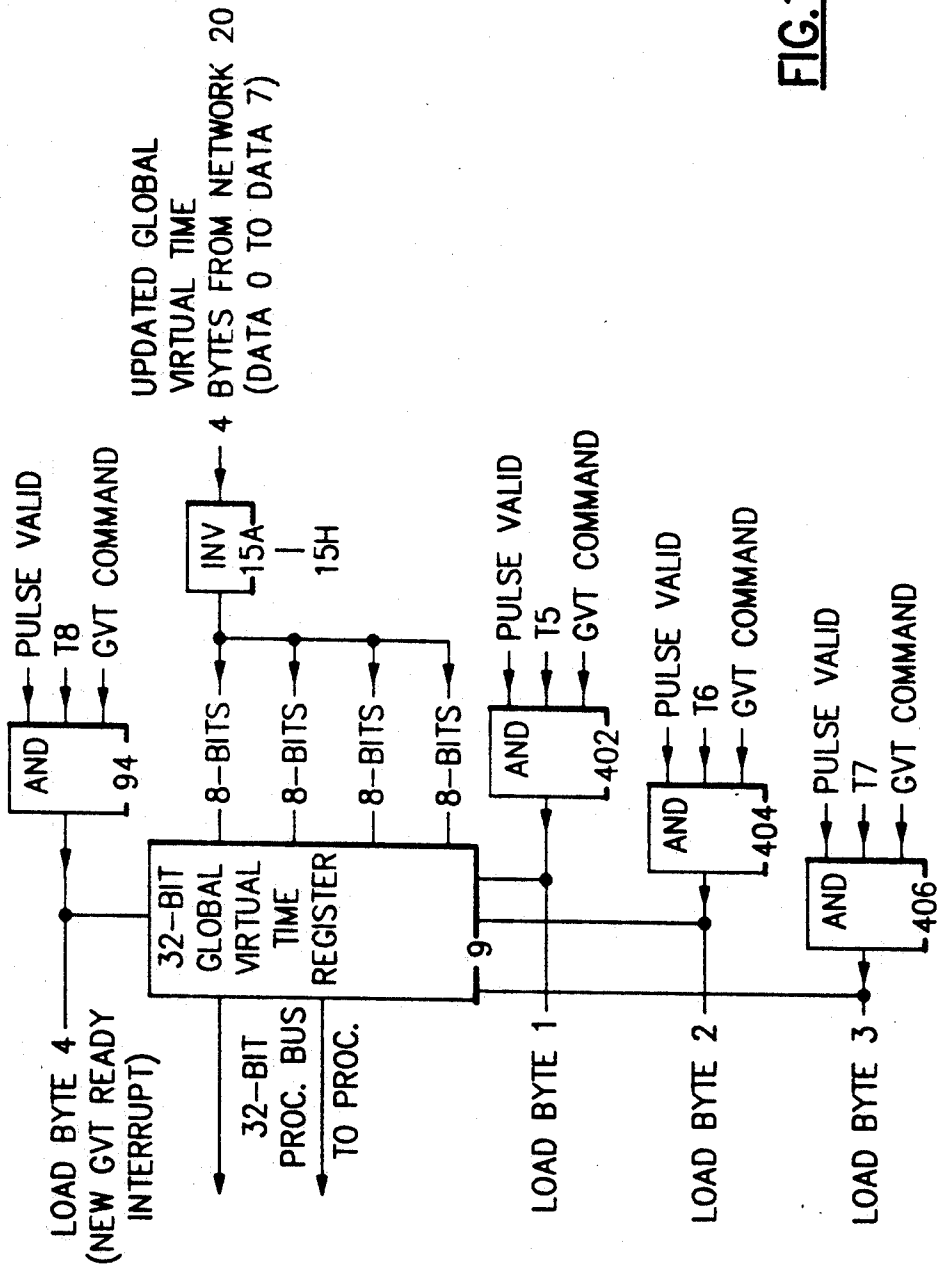 LOAD BYTE 4
(NEW GVT READY
INTERRUPT)
AND
94
PULSE VALID
T8
GVT COMMAND
32-BIT
GLOBAL
VIRTUAL
TIME
REGISTER
9
32-BIT
PROC. BUS
TO PROC.
8-BITS
8-BITS
8-BITS
8-BITS
INV
15A
15H
UPDATED GLOBAL
VIRTUAL TIME
4 BYTES FROM NETWORK 20
(DATA 0 TO DATA 7)
LOAD BYTE 1
AND
402
PULSE VALID
T5
GVT COMMAND
LOAD BYTE 2
AND
404
PULSE VALID
T6
GVT COMMAND
LOAD BYTE 3
AND
406
PULSE VALID
T7
GVT COMMAND
FIG.